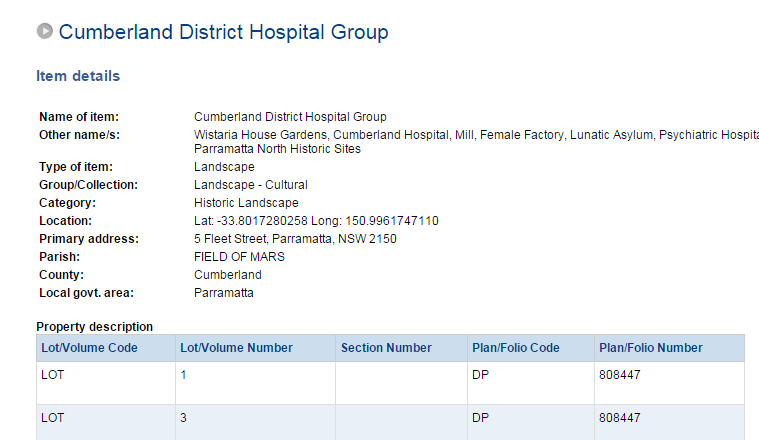 Cumberland District Hospital Group
Item details
Name of item: Cumberland District Hospital Group
Other name/s: Wistaria House Gardens, Cumberland Hospital, Mill, Female Factory, Lunatic Asylum, Psychiatric
Parramatta North Historic Sites
Type of item: Landscape
Group/Collection: Landscape - Cultural
Category: Historic Landscape
Location: Lat: -33.8017280258 Long: 150.9961747110
Primary address: 5 Fleet Street, Parramatta, NSW 2150
Parish: FIELD OF MARS
County: Cumberland
Local govt. area: Parramatta
Property description
Lot/Volume Code Lot/Volume Number Section Number Plan/Folio Code Plan/Folio Number
LOT 1 DP 808447
LOT 3 DP 808447